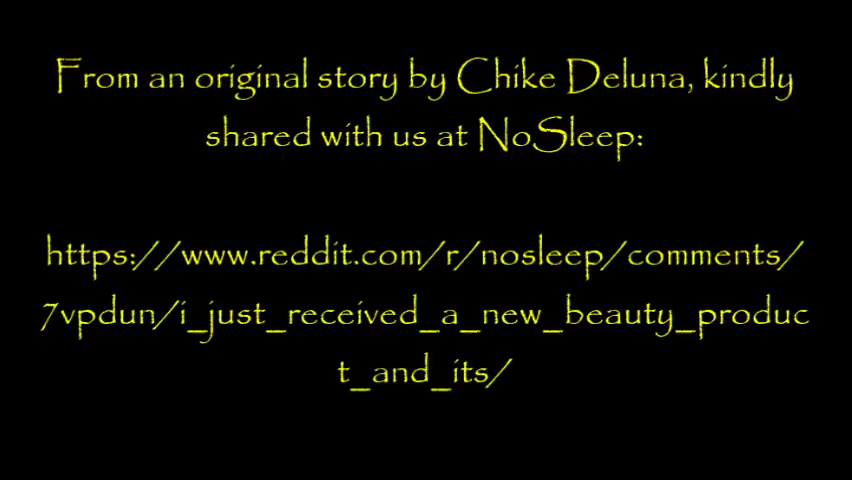 From an original story by Chike Deluna, kindly
shared with us at NoSleep:
https://www.reddit.com/r/nosleep/comments/
7vpdun/i_just_received_a_new_beauty_produc
t_and_its/